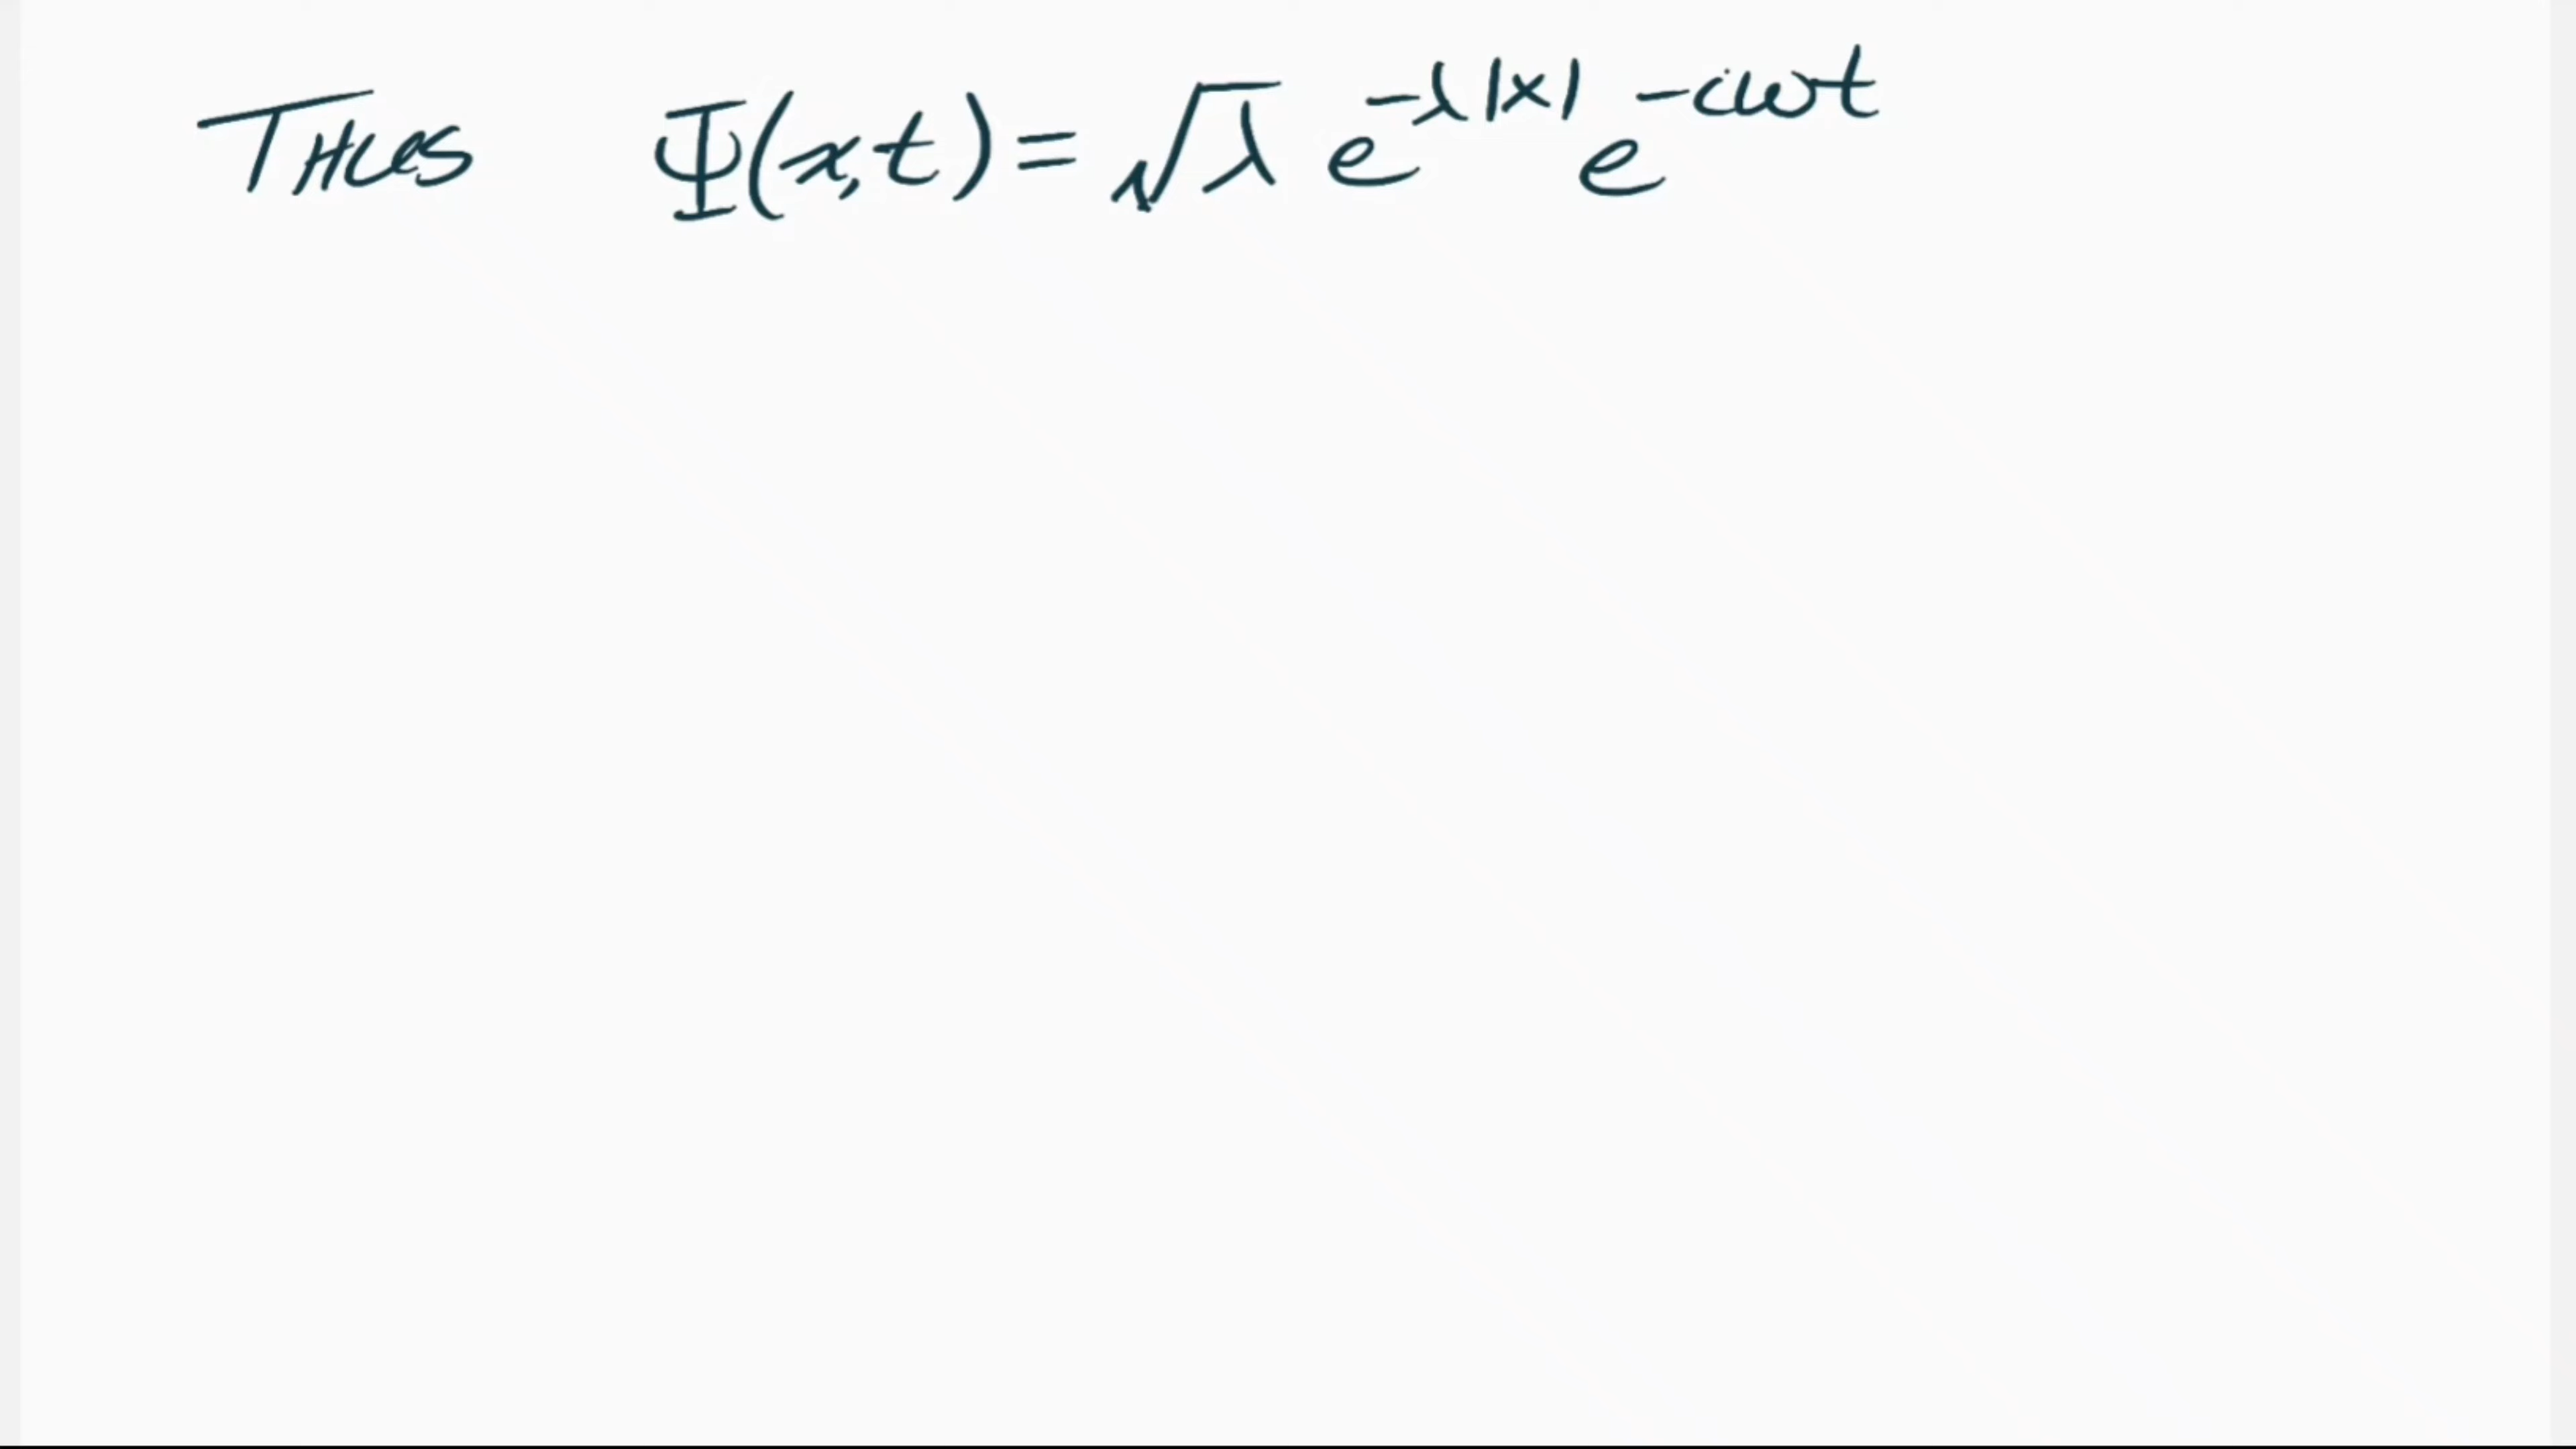 THUS Ψ(x,t) = √λ e^{-λ|x|} e^{-iωt}